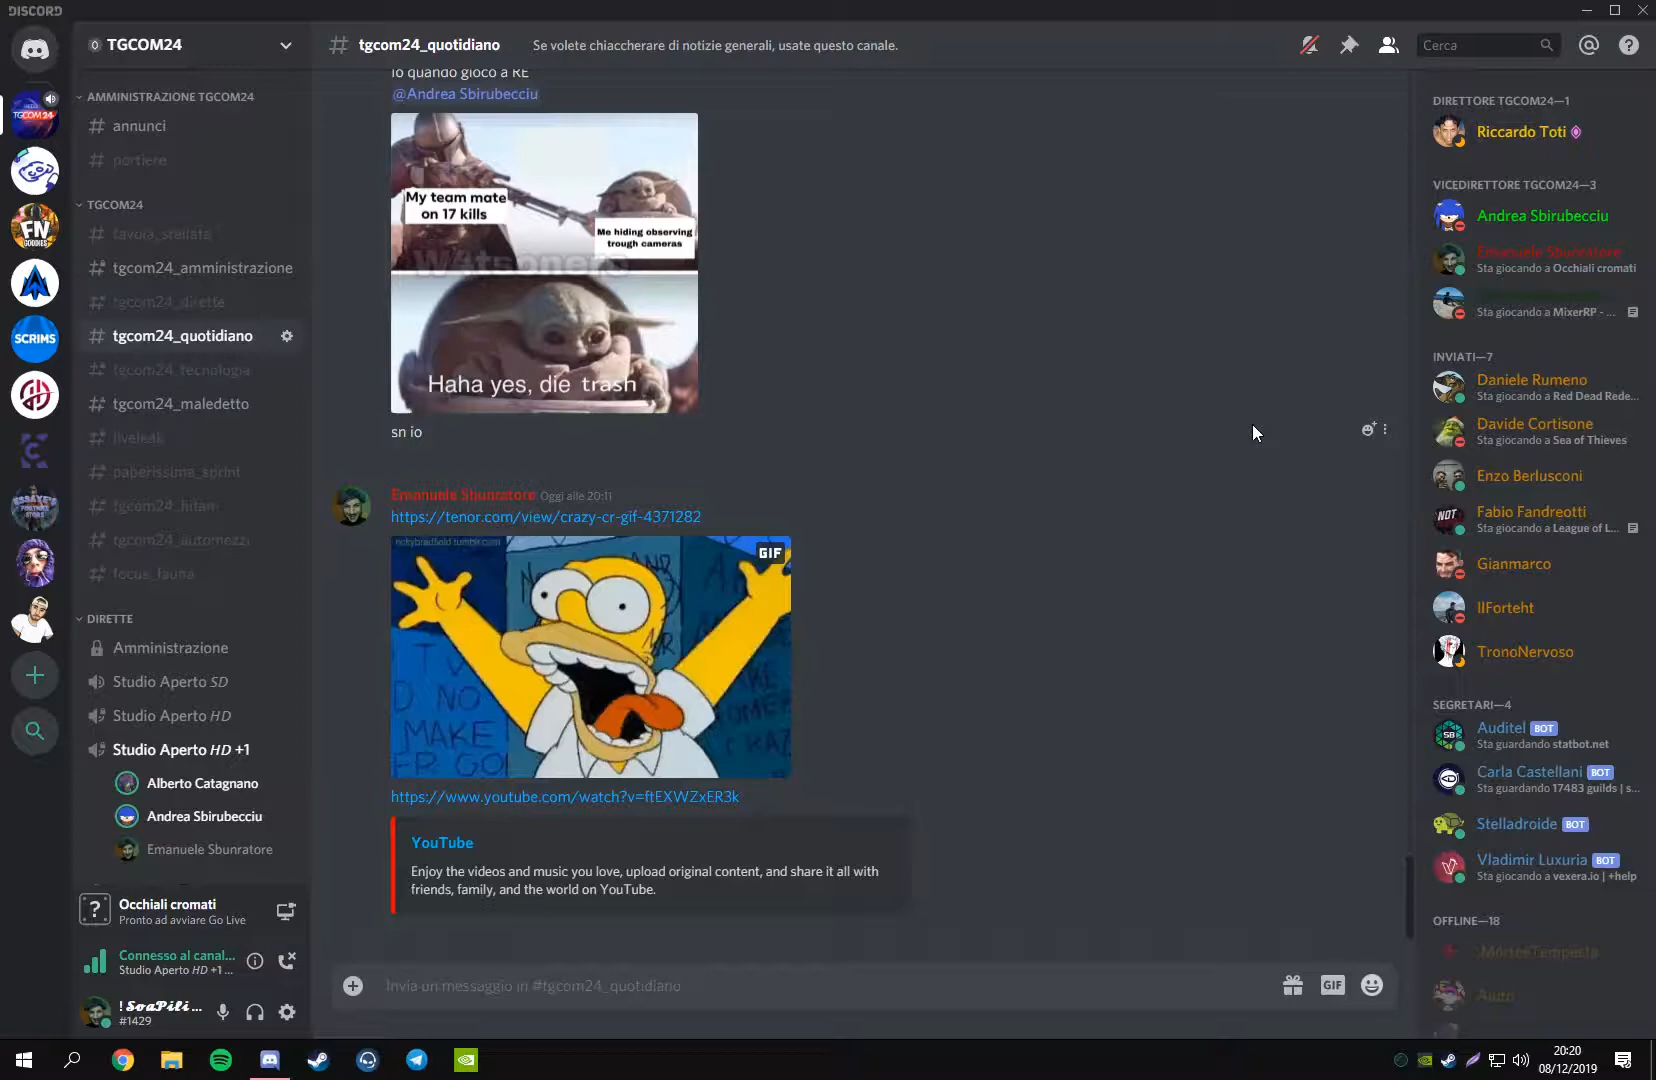 DISCORD
TGCOM24
TGCOM 24
FN
SCRIMS
AMMINISTRAZIONE TGCOM24
annunci
portiere
TGCOM24
tavola_stellata
tgcom24_amministrazione
tgcom24_dirette
tgcom24_quotidiano
tgcom24_tecnologia
tgcom24_maledetto
liveleak
paperissima_sprint
tgcom24_hitan
tgcom24_automezzi
focus_fauna
DIRETTE
Amministrazione
Studio Aperto SD
Studio Aperto HD
Studio Aperto HD +1
Alberto Catagnano
Andrea Sbirubecciu
Emanuele Sbunratore
?
Occhiali cromati
Pronto ad avviare Go Live
Connesso al canal...
Studio Aperto HD +1 ...
! SoaPili ...
#1429
tgcom24_quotidiano
Se volete chiaccherare di notizie generali, usate questo canale.
Cerca
Io quando gioco a RE
@Andrea Sbirubecciu
My team mate
on 17 kills
Me hiding observing
trough cameras
Haha yes, die trash
sn io
Emanuele Sbunratore Oggi alle 20:11
https://tenor.com/view/crazy-cr-gif-4371282
GIF
https://www.youtube.com/watch?v=ftEXWZxER3k
YouTube
Enjoy the videos and music you love, upload original content, and share it all with
friends, family, and the world on YouTube.
Invia un messaggio in #tgcom24_quotidiano
GIF
DIRETTORE TGCOM24—1
Riccardo Toti
VICEDIRETTORE TGCOM24—3
Andrea Sbirubecciu
Emanuele Sbunratore
Sta giocando a Occhiali cromati
Sta giocando a MixerRP - ...
INVIATI—7
Daniele Rumeno
Sta giocando a Red Dead Rede...
Davide Cortisone
Sta giocando a Sea of Thieves
Enzo Berlusconi
NOT
Fabio Fandreotti
Sta giocando a League of L...
Gianmarco
IlForteht
TronoNervoso
SEGRETARI—4
SB
Auditel BOT
Sta guardando statbot.net
Carla Castellani BOT
Sta guardando 17483 guilds | s...
Stelladroide BOT
Vladimir Luxuria BOT
Sta giocando a vexera.io | +help
OFFLINE—18
Aiuto
20:20
08/12/2019